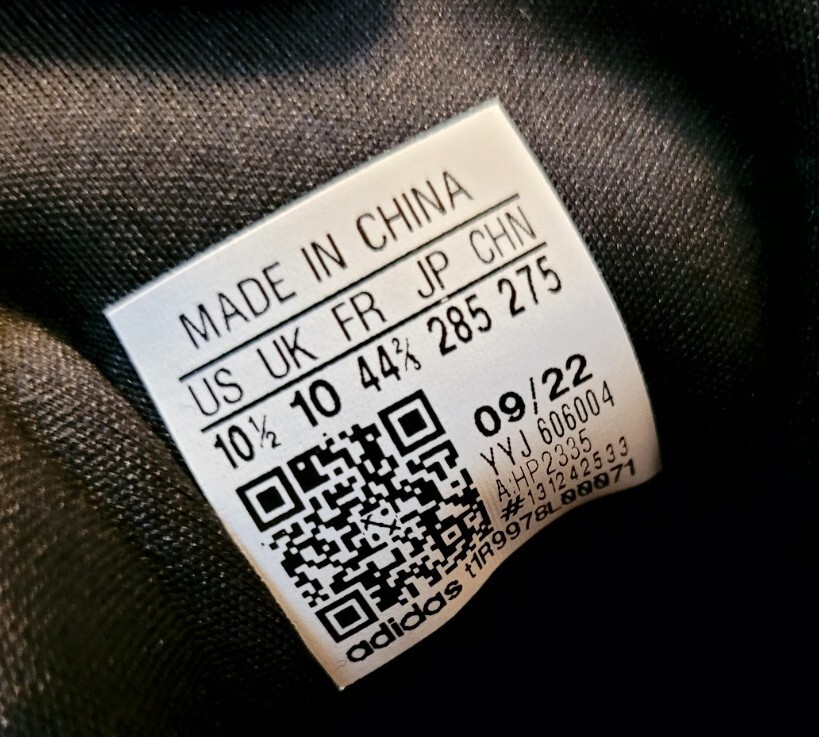 MADE IN CHINA
US UK FR JP CHN
10½ 10 44⅔ 285 275
09/22
YYJ 606004
A:HP2335
#131242533
adidas t1R9978L00071